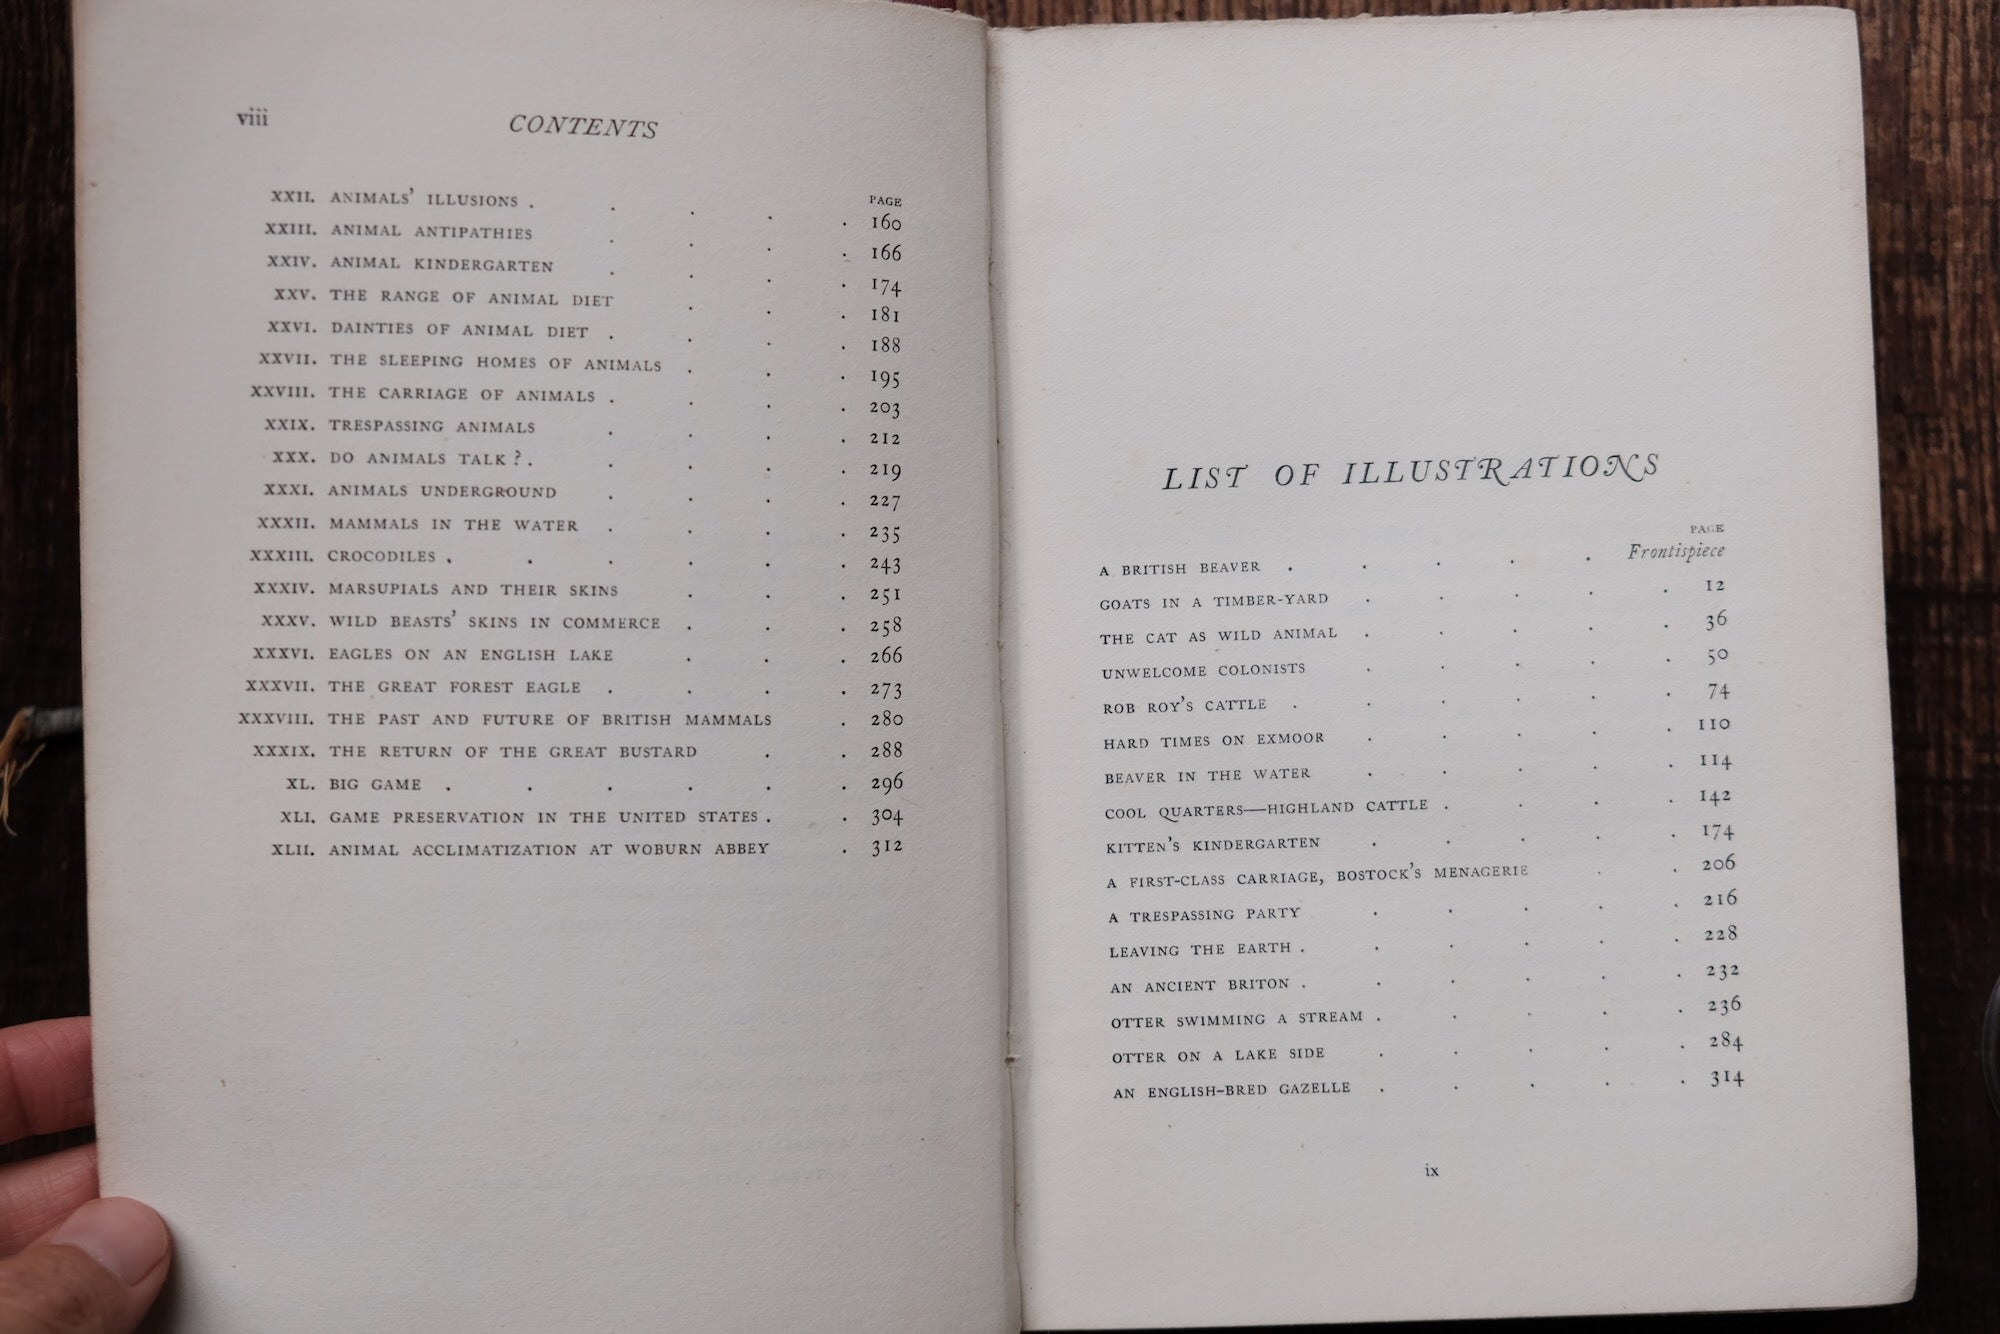 viii
CONTENTS
PAGE
XXII. ANIMALS' ILLUSIONS . . . . . 160
XXIII. ANIMAL ANTIPATHIES . . . . 166
XXIV. ANIMAL KINDERGARTEN . . . . 174
XXV. THE RANGE OF ANIMAL DIET . . . 181
XXVI. DAINTIES OF ANIMAL DIET . . . . 188
XXVII. THE SLEEPING HOMES OF ANIMALS . . . 195
XXVIII. THE CARRIAGE OF ANIMALS . . . . 203
XXIX. TRESPASSING ANIMALS . . . . 212
XXX. DO ANIMALS TALK ? . . . . . 219
XXXI. ANIMALS UNDERGROUND . . . . 227
XXXII. MAMMALS IN THE WATER . . . . 235
XXXIII. CROCODILES . . . . . . 243
XXXIV. MARSUPIALS AND THEIR SKINS . . . 251
XXXV. WILD BEASTS' SKINS IN COMMERCE . . . 258
XXXVI. EAGLES ON AN ENGLISH LAKE . . . 266
XXXVII. THE GREAT FOREST EAGLE . . . . 273
XXXVIII. THE PAST AND FUTURE OF BRITISH MAMMALS . 280
XXXIX. THE RETURN OF THE GREAT BUSTARD . . 288
XL. BIG GAME . . . . . . 296
XLI. GAME PRESERVATION IN THE UNITED STATES . . 304
XLII. ANIMAL ACCLIMATIZATION AT WOBURN ABBEY . 312
LIST OF ILLUSTRATIONS
PAGE
A BRITISH BEAVER . . . . . Frontispiece
GOATS IN A TIMBER-YARD . . . . . 12
THE CAT AS WILD ANIMAL . . . . . 36
UNWELCOME COLONISTS . . . . . 50
ROB ROY'S CATTLE . . . . . . 74
HARD TIMES ON EXMOOR . . . . . 110
BEAVER IN THE WATER . . . . . 114
COOL QUARTERS—HIGHLAND CATTLE . . . . 142
KITTEN'S KINDERGARTEN . . . . . 174
A FIRST-CLASS CARRIAGE, BOSTOCK'S MENAGERIE . . 206
A TRESPASSING PARTY . . . . . 216
LEAVING THE EARTH . . . . . . 228
AN ANCIENT BRITON . . . . . . 232
OTTER SWIMMING A STREAM . . . . . 236
OTTER ON A LAKE SIDE . . . . . 284
AN ENGLISH-BRED GAZELLE . . . . . 314
ix